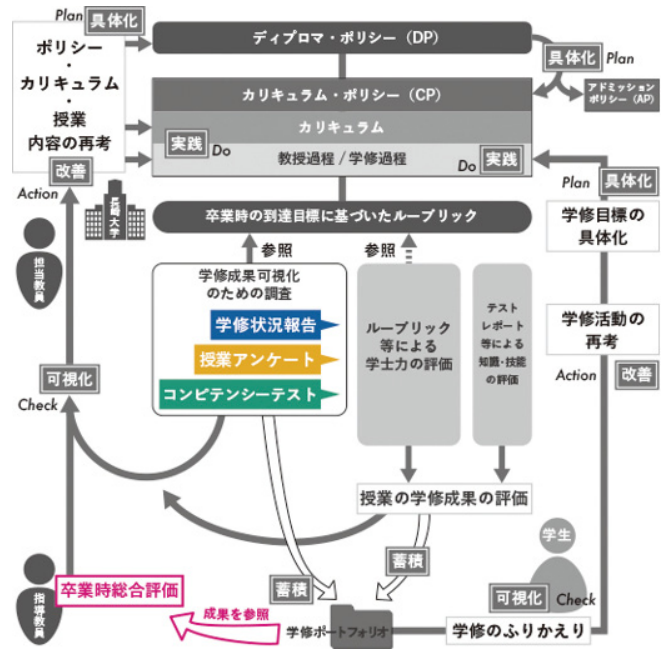 Plan
具体化
ポリシー
・
カリキュラム
・
授業
内容の再考
改善
Action
ディプロマ・ポリシー（DP）
具体化
Plan
アドミッション
ポリシー（AP）
カリキュラム・ポリシー（CP）
カリキュラム
実践
Do
教授過程 / 学修過程
Do
実践
長崎大学
卒業時の到達目標に基づいたルーブリック
Plan
具体化
学修目標の
具体化
担当教員
参照
参照
学修成果可視化
のための調査
学修状況報告
授業アンケート
コンピテンシーテスト
ルーブリック
等による
学士力の評価
テスト
レポート
等による
知識・技能
の評価
学修活動の
再考
Action
改善
可視化
Check
授業の学修成果の評価
学生
蓄積
蓄積
可視化
Check
指導教員
卒業時総合評価
成果を参照
学修ポートフォリオ
学修のふりかえり